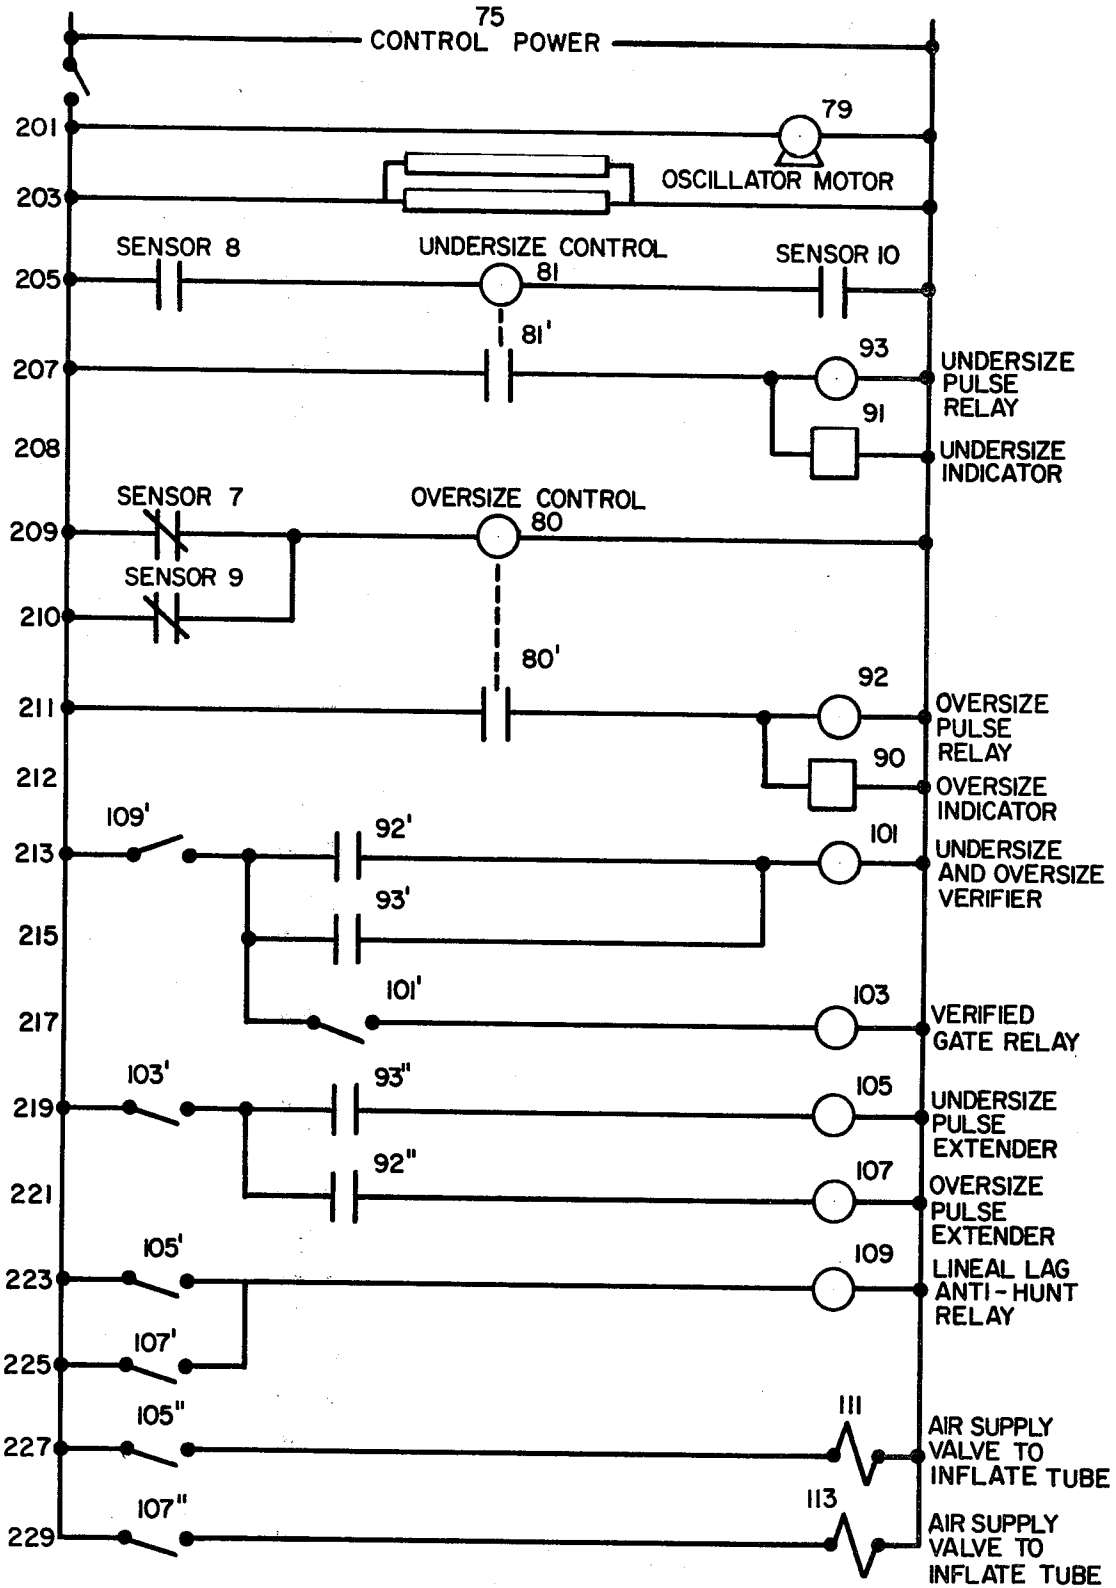 75
CONTROL POWER
201
79
OSCILLATOR MOTOR
203
SENSOR 8
UNDERSIZE CONTROL
SENSOR 10
205
81
81'
207
93
UNDERSIZE
PULSE
RELAY
208
91
UNDERSIZE
INDICATOR
SENSOR 7
OVERSIZE CONTROL
209
80
SENSOR 9
210
80'
211
92
OVERSIZE
PULSE
RELAY
212
90
OVERSIZE
INDICATOR
109'
213
92'
101
UNDERSIZE
AND OVERSIZE
VERIFIER
215
93'
217
101'
103
VERIFIED
GATE RELAY
103'
219
93"
105
UNDERSIZE
PULSE
EXTENDER
221
92"
107
OVERSIZE
PULSE
EXTENDER
105'
223
109
LINEAL LAG
ANTI-HUNT
RELAY
107'
225
105"
227
111
AIR SUPPLY
VALVE TO
INFLATE TUBE
107"
229
113
AIR SUPPLY
VALVE TO
INFLATE TUBE